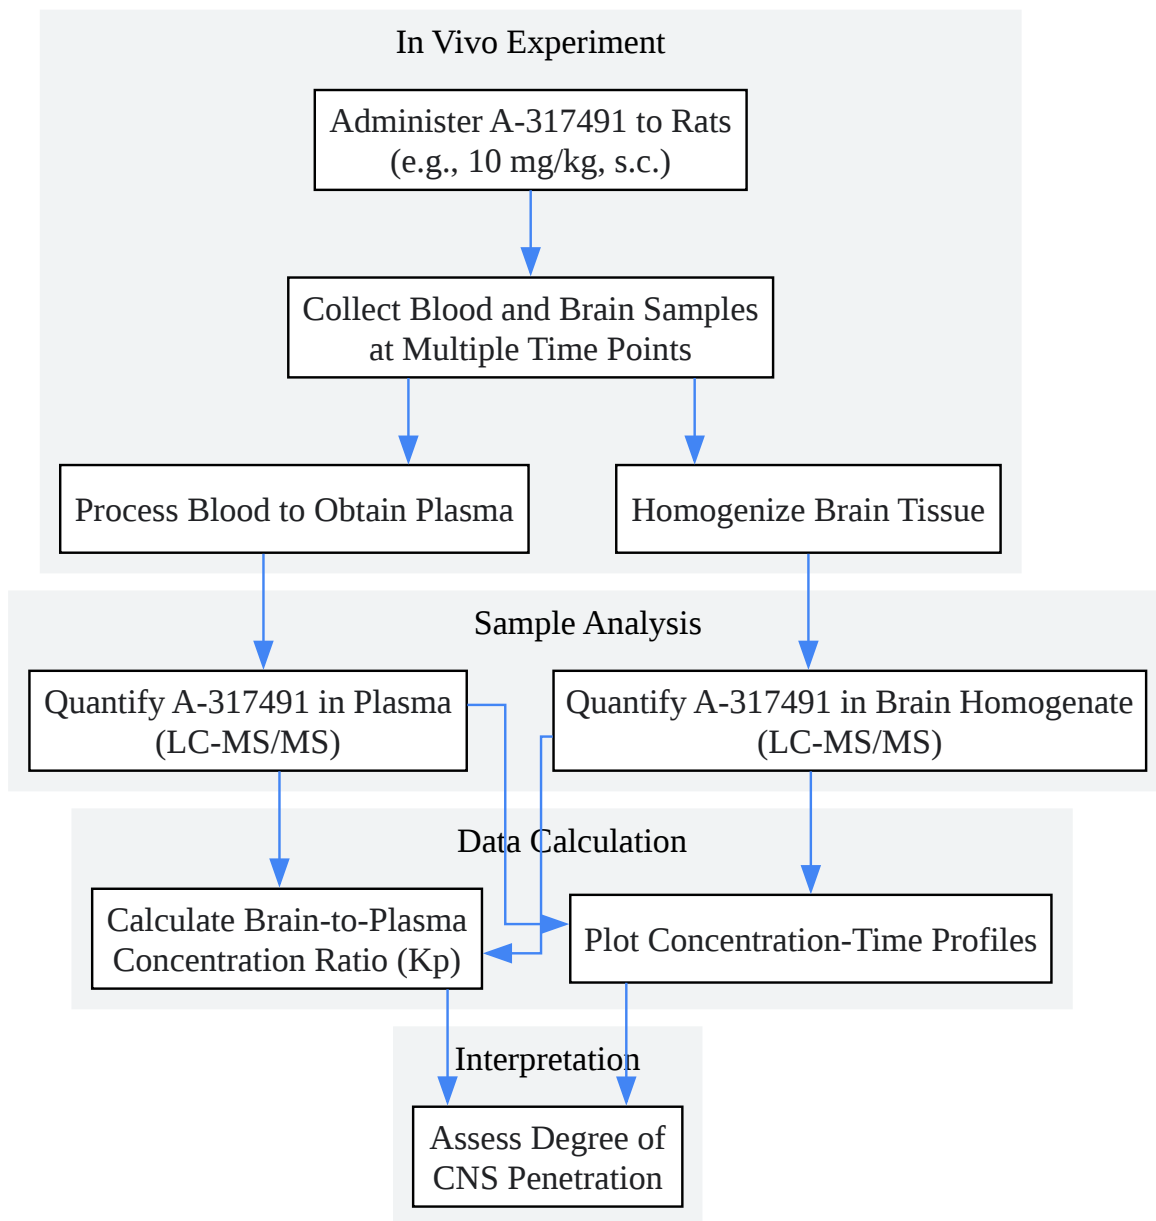 In Vivo Experiment
Administer A-317491 to Rats
(e.g., 10 mg/kg, s.c.)
Collect Blood and Brain Samples
at Multiple Time Points
Process Blood to Obtain Plasma
Homogenize Brain Tissue
Sample Analysis
Quantify A-317491 in Plasma
(LC-MS/MS)
Quantify A-317491 in Brain Homogenate
(LC-MS/MS)
Data Calculation
Calculate Brain-to-Plasma
Concentration Ratio (Kp)
Plot Concentration-Time Profiles
Interpretation
Assess Degree of
CNS Penetration